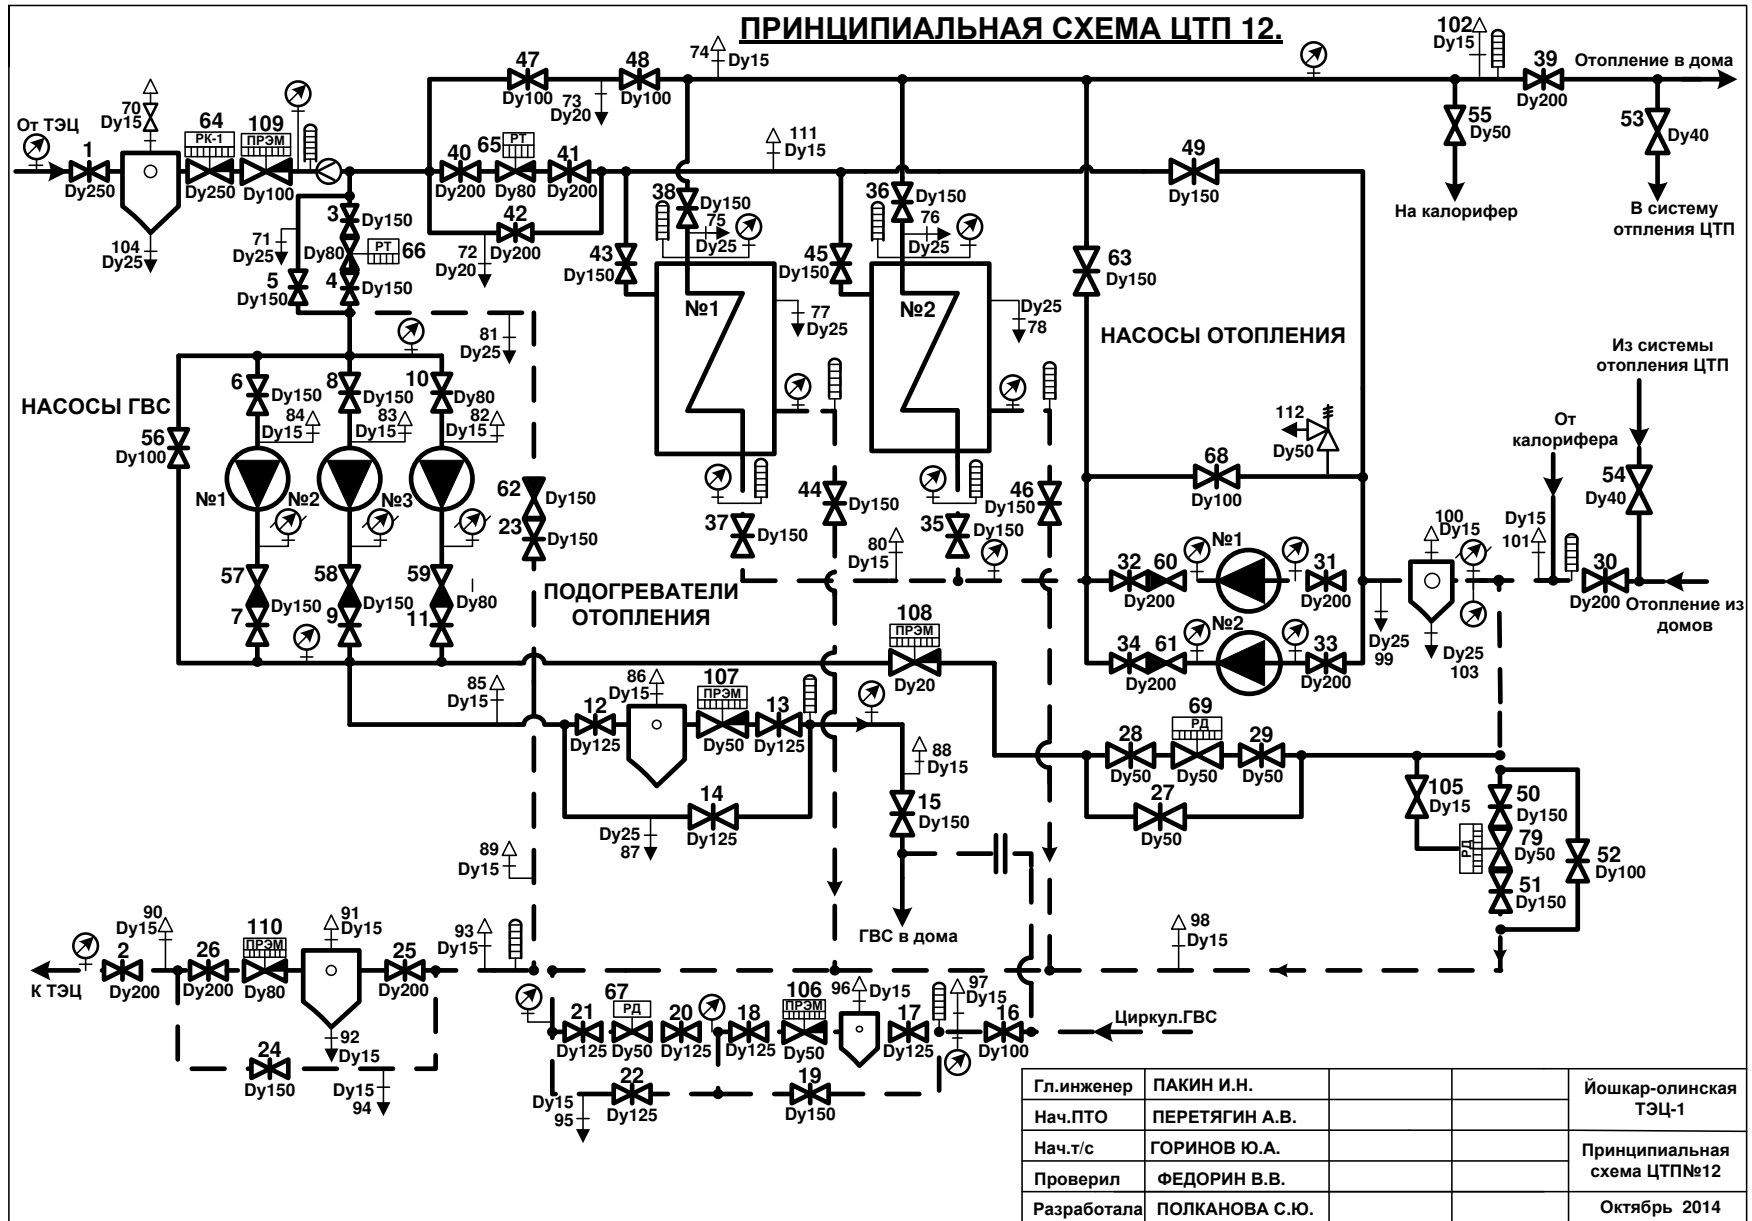 ПРИНЦИПИАЛЬНАЯ СХЕМА ЦТП 12.
От ТЭЦ
1
Dy250
70
Dy15
64
РК-1
Dy250
109
ПРЭМ
Dy100
104
Dy25
71
Dy25
3
Dy150
Dy80
РТ
66
5
Dy150
4
Dy150
47
Dy100
48
Dy100
73
Dy20
74
Dy15
40
Dy200
65
РТ
Dy80
41
Dy200
42
Dy200
72
Dy20
111
Dy15
49
Dy150
102
Dy15
39
Dy200
Отопление в дома
55
Dy50
На калорифер
53
Dy40
В систему
отпления ЦТП
38
Dy150
75
Dy25
43
Dy150
№1
77
Dy25
36
Dy150
76
Dy25
45
Dy150
№2
Dy25
78
63
Dy150
НАСОСЫ ОТОПЛЕНИЯ
Из системы
отопления ЦТП
От
калорифера
54
Dy40
112
Dy50
68
Dy100
НАСОСЫ ГВС
81
Dy25
6
Dy150
8
Dy150
10
Dy80
84
Dy15
83
Dy15
82
Dy15
56
Dy100
№1
№2
№3
62
Dy150
23
Dy150
57
Dy150
58
Dy150
59
Dy80
7
9
11
ПОДОГРЕВАТЕЛИ
ОТОПЛЕНИЯ
37
Dy150
44
Dy150
35
Dy150
46
Dy150
80
Dy15
32
Dy200
60
№1
31
34
Dy200
61
№2
33
Dy200
Dy25
99
100
Dy15
Dy25
103
Dy15
101
30
Dy200
Отопление из
домов
108
ПРЭМ
Dy20
85
Dy15
12
Dy125
86
Dy15
107
ПРЭМ
Dy50
13
Dy125
14
Dy125
Dy25
87
88
Dy15
15
Dy150
ГВС в дома
28
Dy50
69
РД
Dy50
29
Dy50
27
Dy50
105
Dy15
50
Dy150
РД
79
Dy50
51
Dy150
52
Dy100
89
Dy15
90
Dy15
2
Dy200
К ТЭЦ
26
Dy200
110
ПРЭМ
Dy80
91
Dy15
25
Dy200
93
Dy15
92
Dy15
24
Dy150
Dy15
94
98
Dy15
21
Dy125
67
РД
Dy50
20
Dy125
18
Dy125
106
ПРЭМ
Dy50
96
Dy15
17
Dy125
97
Dy15
16
Dy100
Циркул.ГВС
22
Dy125
19
Dy150
Dy15
95
Гл.инженер ПАКИН И.Н.
Нач.ПТО ПЕРЕТЯГИН А.В.
Нач.т/с ГОРИНОВ Ю.А.
Проверил ФЕДОРИН В.В.
Разработала ПОЛКАНОВА С.Ю.
Йошкар-олинская
ТЭЦ-1
Принципиальная
схема ЦТП№12
Октябрь 2014